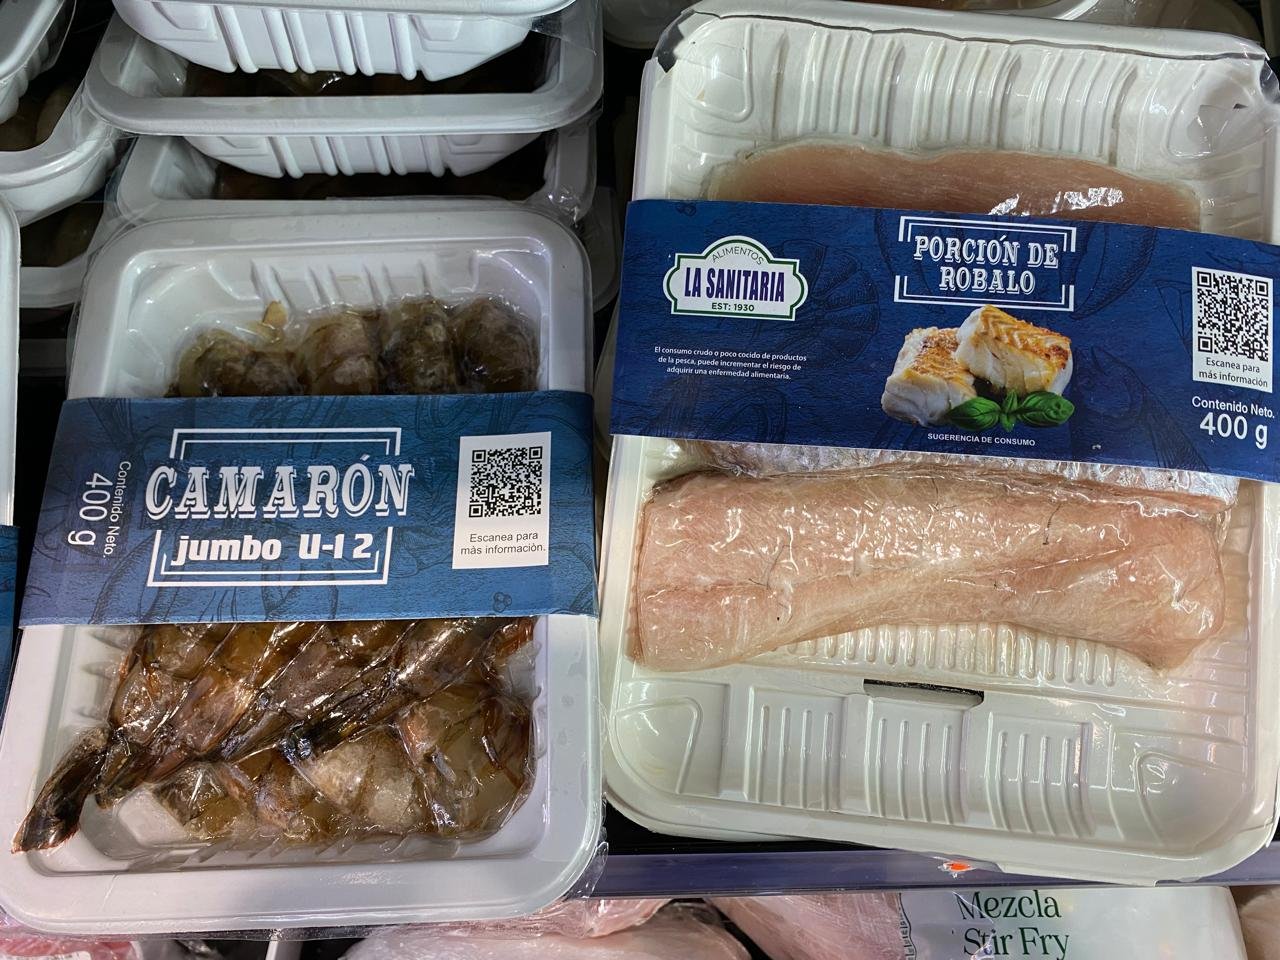 CAMARÓN
jumbo U-12
Contenido Neto.
400 g
Escanea para
más informaciòn.
ALIMENTOS
LA SANITARIA
EST: 1930
El consumo crudo o poco cocido de productos
de la pesca, puede incrementar el riesgo de
adquirir una enfermedad alimentaria.
PORCIÓN DE
ROBALO
SUGERENCIA DE CONSUMO
Escanea para
más información
Contenido Neto.
400 g
Mezcla
Stir Fry